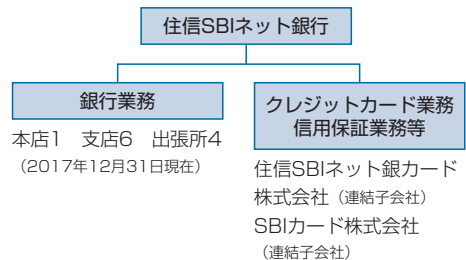 住信SBIネット銀行
銀行業務
本店1　支店6　出張所4
（2017年12月31日現在）
クレジットカード業務
信用保証業務等
住信SBIネット銀カード
株式会社（連結子会社）
SBIカード株式会社
（連結子会社）